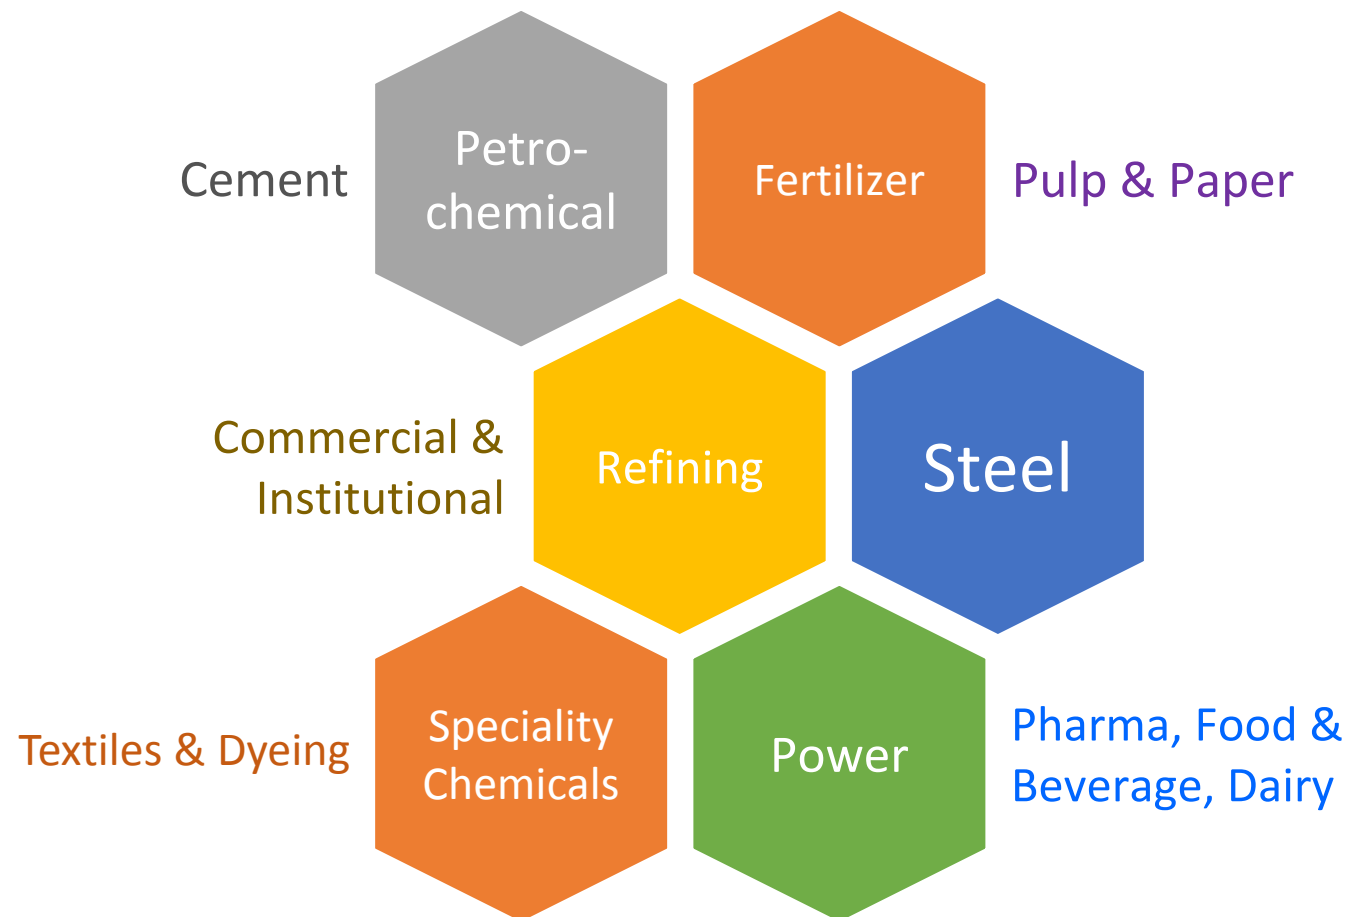 Cement
Petro-
chemical
Fertilizer
Pulp & Paper
Commercial &
Institutional
Refining
Steel
Textiles & Dyeing
Speciality
Chemicals
Power
Pharma, Food &
Beverage, Dairy